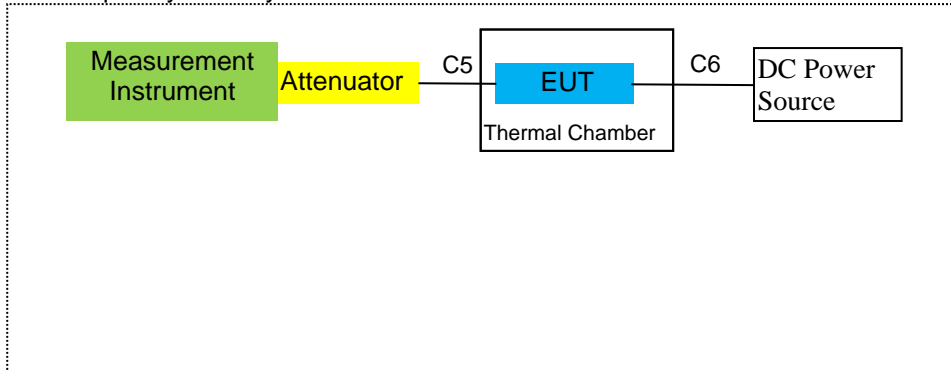 Measurement
Instrument
Attenuator
C5
EUT
C6
DC Power
Source
Thermal Chamber